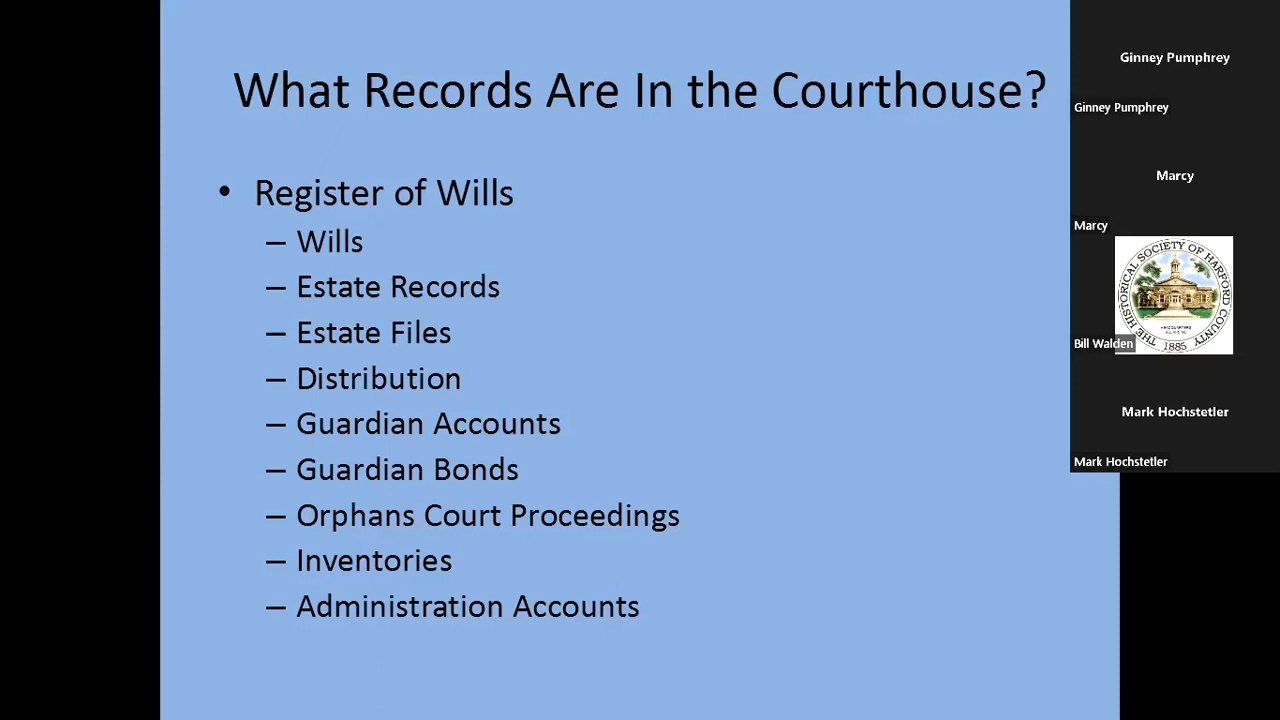 What Records Are In the Courthouse?
• Register of Wills
– Wills
– Estate Records
– Estate Files
– Distribution
– Guardian Accounts
– Guardian Bonds
– Orphans Court Proceedings
– Inventories
– Administration Accounts
Ginney Pumphrey
Ginney Pumphrey
Marcy
Marcy
THE HISTORICAL SOCIETY OF HARFORD COUNTY
HEADQUARTERS
1885
Bill Walden
Mark Hochstetler
Mark Hochstetler